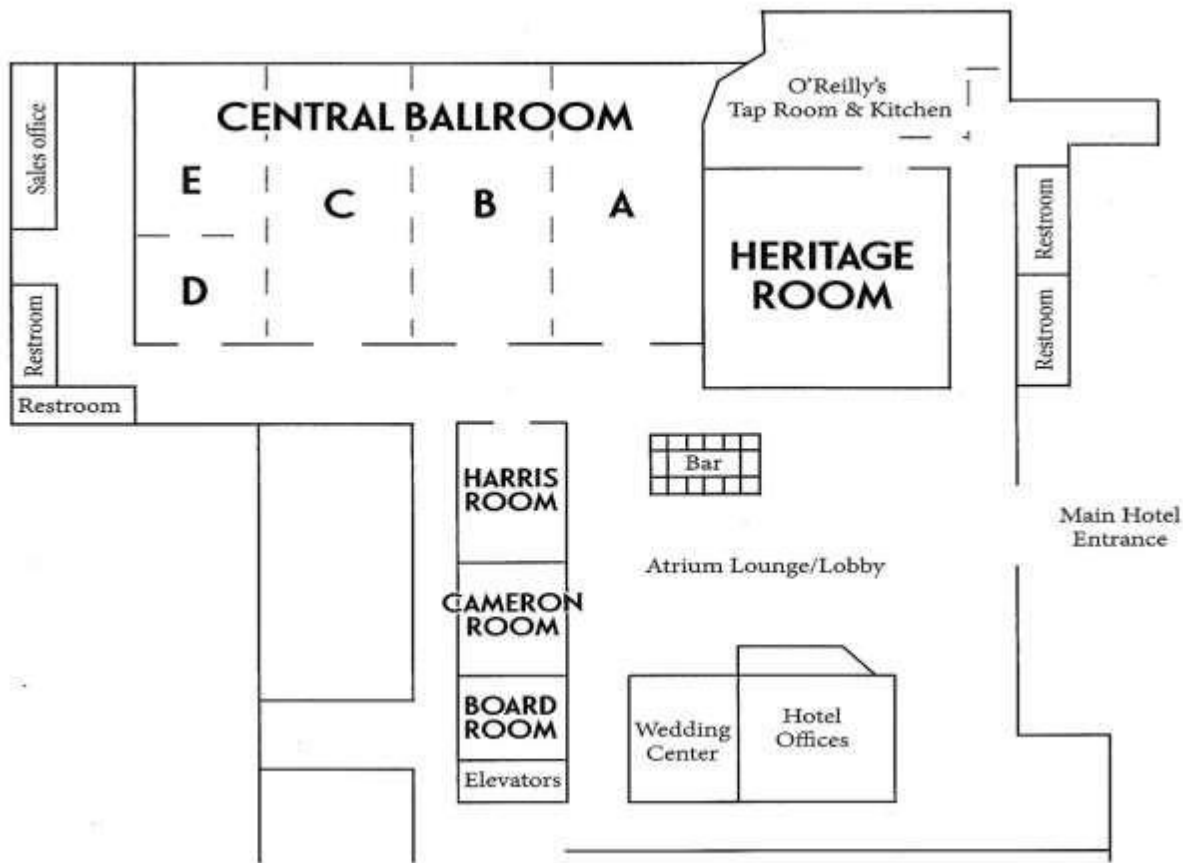 O'Reilly's
Tap Room & Kitchen
CENTRAL BALLROOM
Sales office
E
C
B
A
D
HERITAGE
ROOM
Restroom
Restroom
Restroom
Restroom
HARRIS
ROOM
Bar
Main Hotel
Entrance
Atrium Lounge/Lobby
CAMERON
ROOM
BOARD
ROOM
Wedding
Center
Hotel
Offices
Elevators